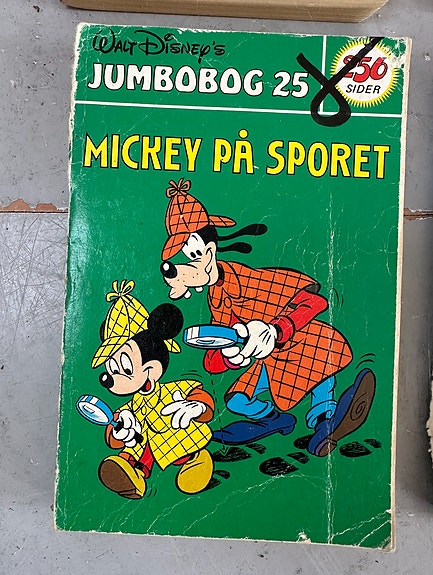 Walt Disney's
JUMBOBOG 25
256
SIDER
MICKEY PÅ SPORET